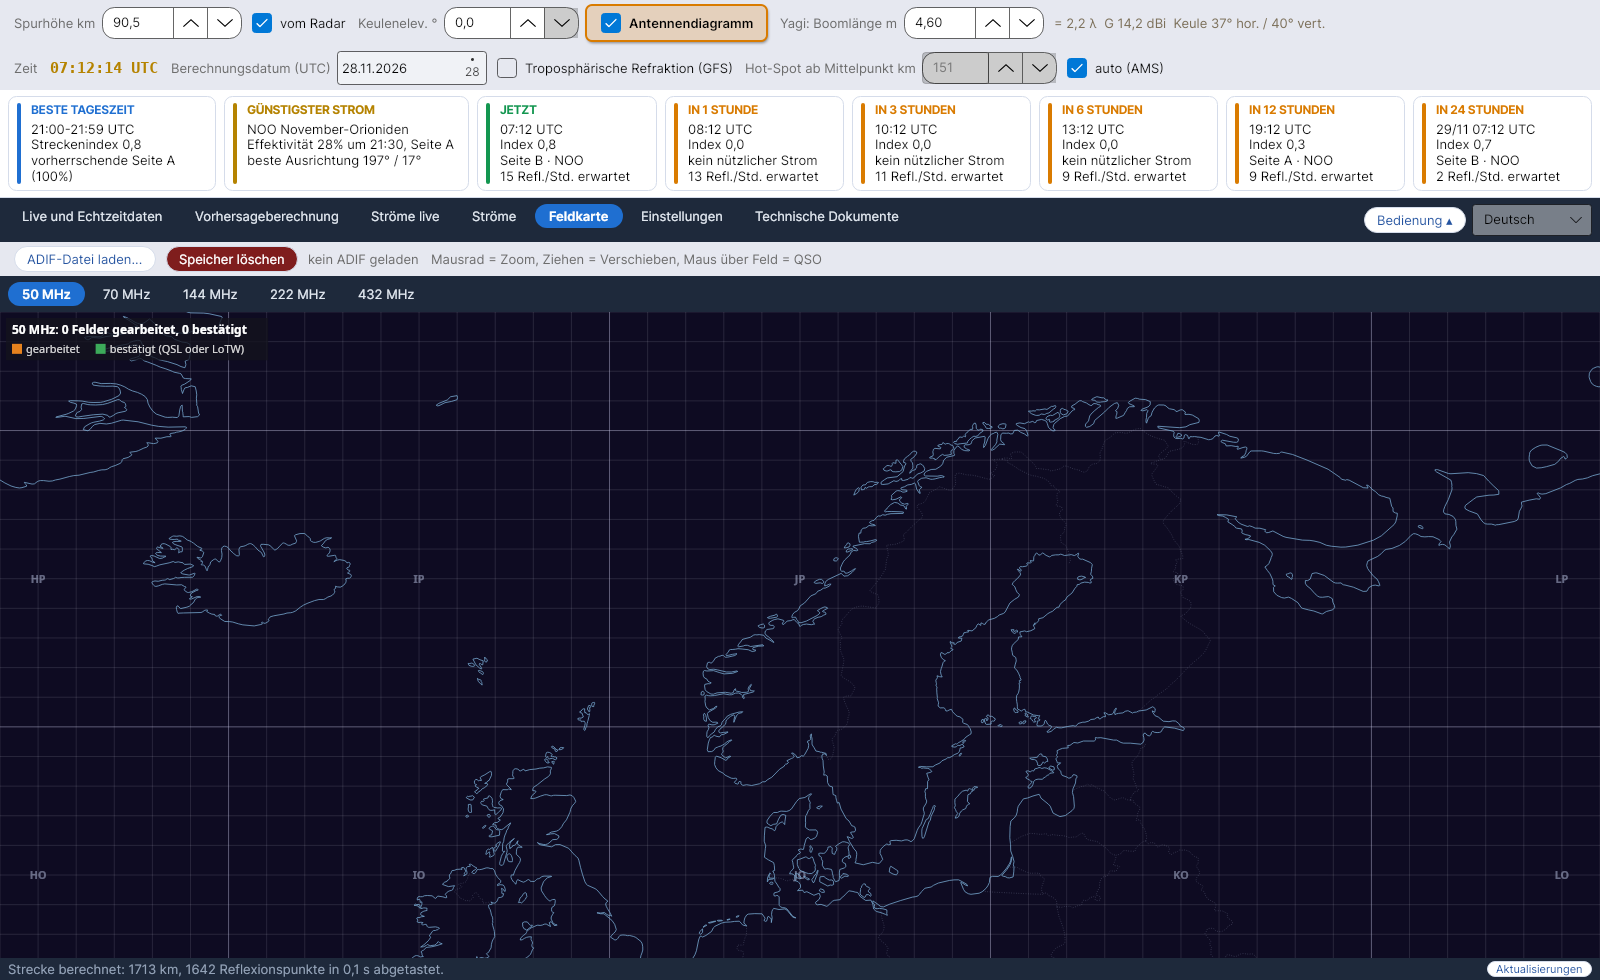 Spurhöhe km 90,5 vom Radar Keulenelev. ° 0,0 Antennendiagramm Yagi: Boomlänge m 4,60 = 2,2 λ G 14,2 dBi Keule 37° hor. / 40° vert.
Zeit 07:12:14 UTC Berechnungsdatum (UTC) 28.11.2026 28 Troposphärische Refraktion (GFS) Hot-Spot ab Mittelpunkt km 151 auto (AMS)
BESTE TAGESZEIT
21:00-21:59 UTC
Streckenindex 0,8
vorherrschende Seite A
(100%)
GÜNSTIGSTER STROM
NOO November-Orioniden
Effektivität 28% um 21:30, Seite A
beste Ausrichtung 197° / 17°
JETZT
07:12 UTC
Index 0,8
Seite B · NOO
15 Refl./Std. erwartet
IN 1 STUNDE
08:12 UTC
Index 0,0
kein nützlicher Strom
13 Refl./Std. erwartet
IN 3 STUNDEN
10:12 UTC
Index 0,0
kein nützlicher Strom
11 Refl./Std. erwartet
IN 6 STUNDEN
13:12 UTC
Index 0,0
kein nützlicher Strom
9 Refl./Std. erwartet
IN 12 STUNDEN
19:12 UTC
Index 0,3
Seite A · NOO
9 Refl./Std. erwartet
IN 24 STUNDEN
29/11 07:12 UTC
Index 0,7
Seite B · NOO
2 Refl./Std. erwartet
Live und Echtzeitdaten Vorhersageberechnung Ströme live Ströme Feldkarte Einstellungen Technische Dokumente Bedienung ▴ Deutsch
ADIF-Datei laden... Speicher löschen kein ADIF geladen Mausrad = Zoom, Ziehen = Verschieben, Maus über Feld = QSO
50 MHz 70 MHz 144 MHz 222 MHz 432 MHz
50 MHz: 0 Felder gearbeitet, 0 bestätigt
gearbeitet bestätigt (QSL oder LoTW)
HP IP JP KP LP
HO IO JO KO LO
Strecke berechnet: 1713 km, 1642 Reflexionspunkte in 0,1 s abgetastet. Aktualisierungen